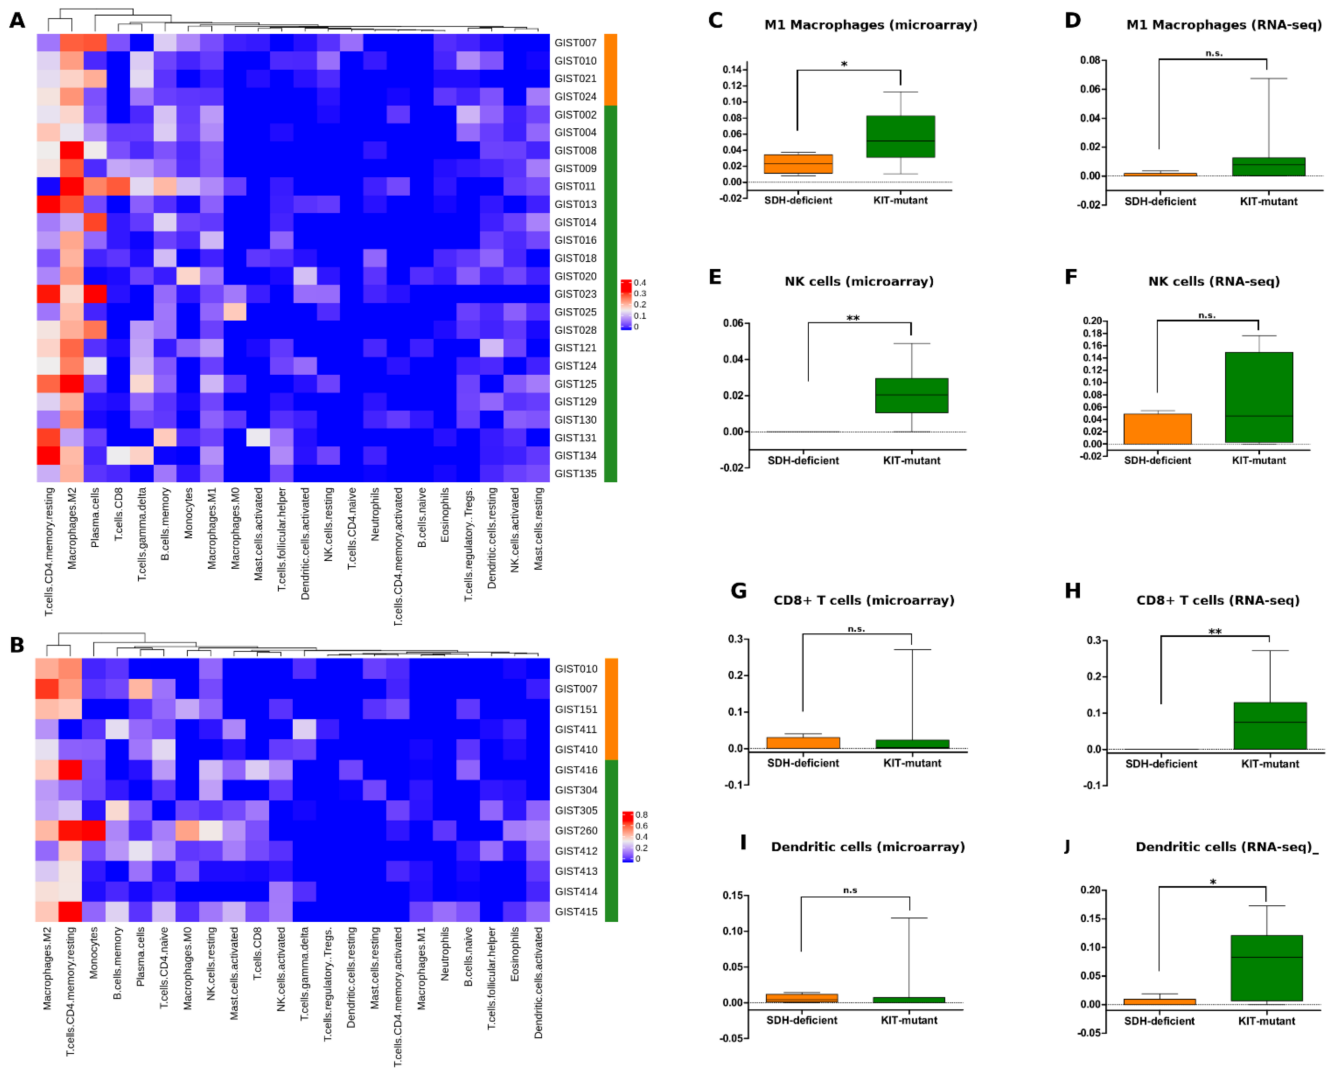 A
GIST007
GIST010
GIST021
GIST024
GIST002
GIST004
GIST008
GIST009
GIST011
GIST013
GIST014
GIST016
GIST018
GIST020
GIST023
GIST025
GIST028
GIST121
GIST124
GIST125
GIST129
GIST130
GIST131
GIST134
GIST135
0.4
0.3
0.2
0.1
0
T.cells.CD4.memory.resting
Macrophages.M2
Plasma.cells
T.cells.CD8
T.cells.gamma.delta
B.cells.memory
Monocytes
Macrophages.M1
Macrophages.M0
Mast.cells.activated
T.cells.follicular.helper
Dendritic.cells.activated
NK.cells.resting
T.cells.CD4.naive
Neutrophils
T.cells.CD4.memory.activated
B.cells.naive
Eosinophils
T.cells.regulatory..Tregs.
Dendritic.cells.resting
NK.cells.activated
Mast.cells.resting
B
GIST010
GIST007
GIST151
GIST411
GIST410
GIST416
GIST304
GIST305
GIST260
GIST412
GIST413
GIST414
GIST415
0.8
0.6
0.4
0.2
0
Macrophages.M2
T.cells.CD4.memory.resting
Monocytes
B.cells.memory
Plasma.cells
T.cells.CD4.naive
Macrophages.M0
NK.cells.resting
Mast.cells.activated
T.cells.CD8
NK.cells.activated
T.cells.gamma.delta
T.cells.regulatory..Tregs.
Dendritic.cells.resting
Mast.cells.resting
T.cells.CD4.memory.activated
Macrophages.M1
Neutrophils
B.cells.naive
T.cells.follicular.helper
Eosinophils
Dendritic.cells.activated
C
M1 Macrophages (microarray)
*
0.14
0.12
0.10
0.08
0.06
0.04
0.02
0.00
-0.02
SDH-deficient
KIT-mutant
D
M1 Macrophages (RNA-seq)
n.s.
0.08
0.06
0.04
0.02
0.00
-0.02
SDH-deficient
KIT-mutant
E
NK cells (microarray)
**
0.06
0.04
0.02
0.00
-0.02
SDH-deficient
KIT-mutant
F
NK cells (RNA-seq)
n.s.
0.20
0.18
0.16
0.14
0.12
0.10
0.08
0.06
0.04
0.02
0.00
-0.02
SDH-deficient
KIT-mutant
G
CD8+ T cells (microarray)
n.s.
0.3
0.2
0.1
0.0
-0.1
SDH-deficient
KIT-mutant
H
CD8+ T cells (RNA-seq)
**
0.3
0.2
0.1
0.0
-0.1
SDH-deficient
KIT-mutant
I
Dendritic cells (microarray)
n.s
0.15
0.10
0.05
0.00
-0.05
SDH-deficient
KIT-mutant
J
Dendritic cells (RNA-seq)_
*
0.20
0.15
0.10
0.05
0.00
-0.05
SDH-deficient
KIT-mutant